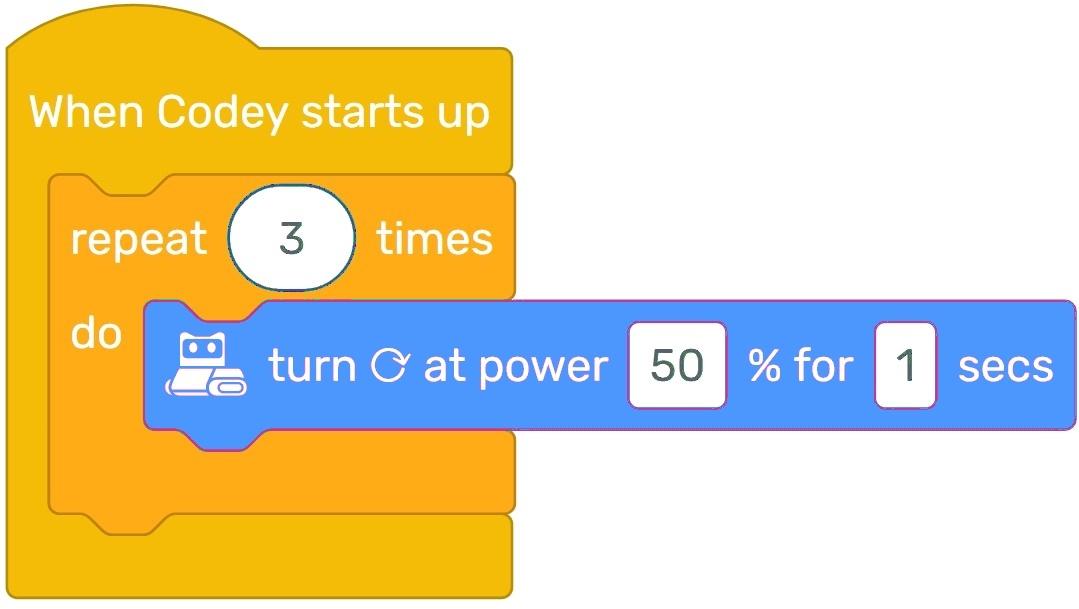 When Codey starts up
repeat 3 times
do
turn ↻ at power 50 % for 1 secs